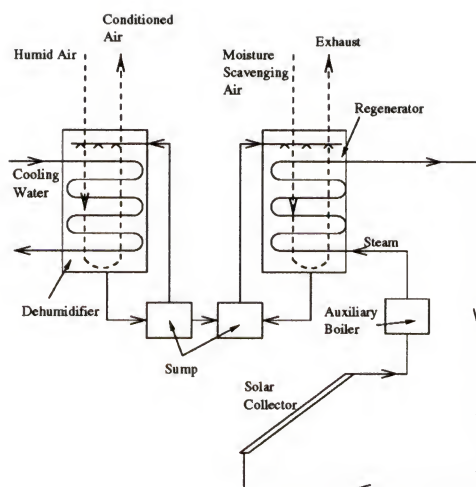 Conditioned
Air
Humid Air
Moisture
Scavenging
Air
Exhaust
Regenerator
Cooling
Water
Steam
Dehumidifier
Auxiliary
Boiler
Sump
Solar
Collector